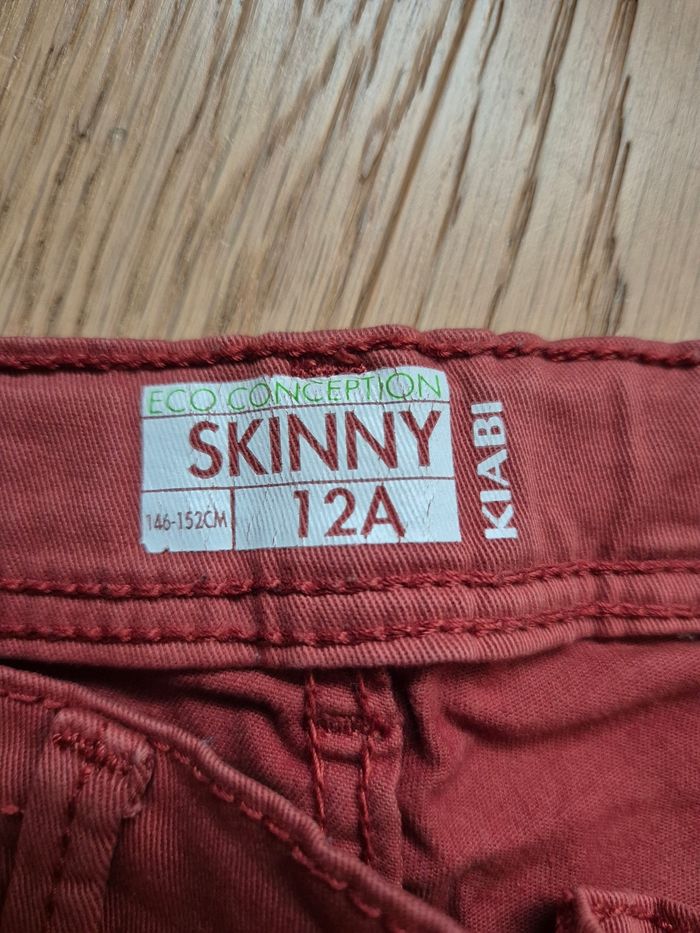 ECO CONCEPTION
SKINNY
146-152CM
12A
KIABI